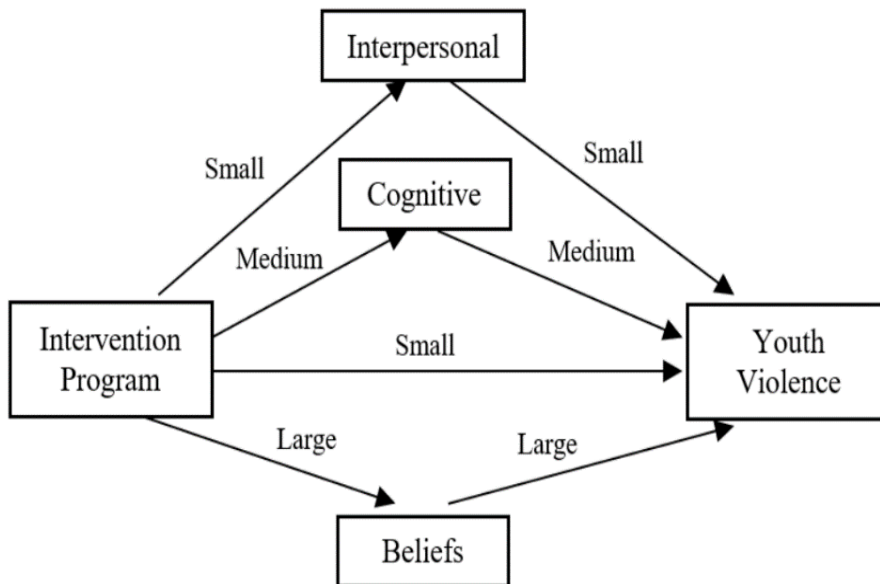 Interpersonal
Small
Small
Cognitive
Medium
Medium
Intervention
Program
Small
Youth
Violence
Large
Large
Beliefs